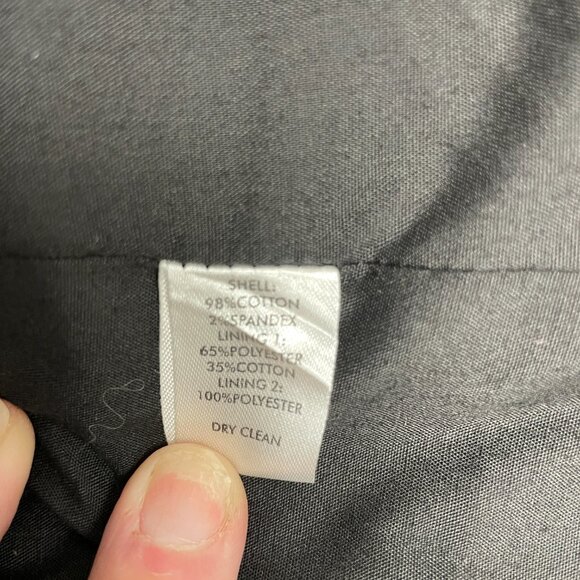 SHELL:
98%COTTON
2%SPANDEX
LINING 1:
65%POLYESTER
35%COTTON
LINING 2:
100%POLYESTER
DRY CLEAN